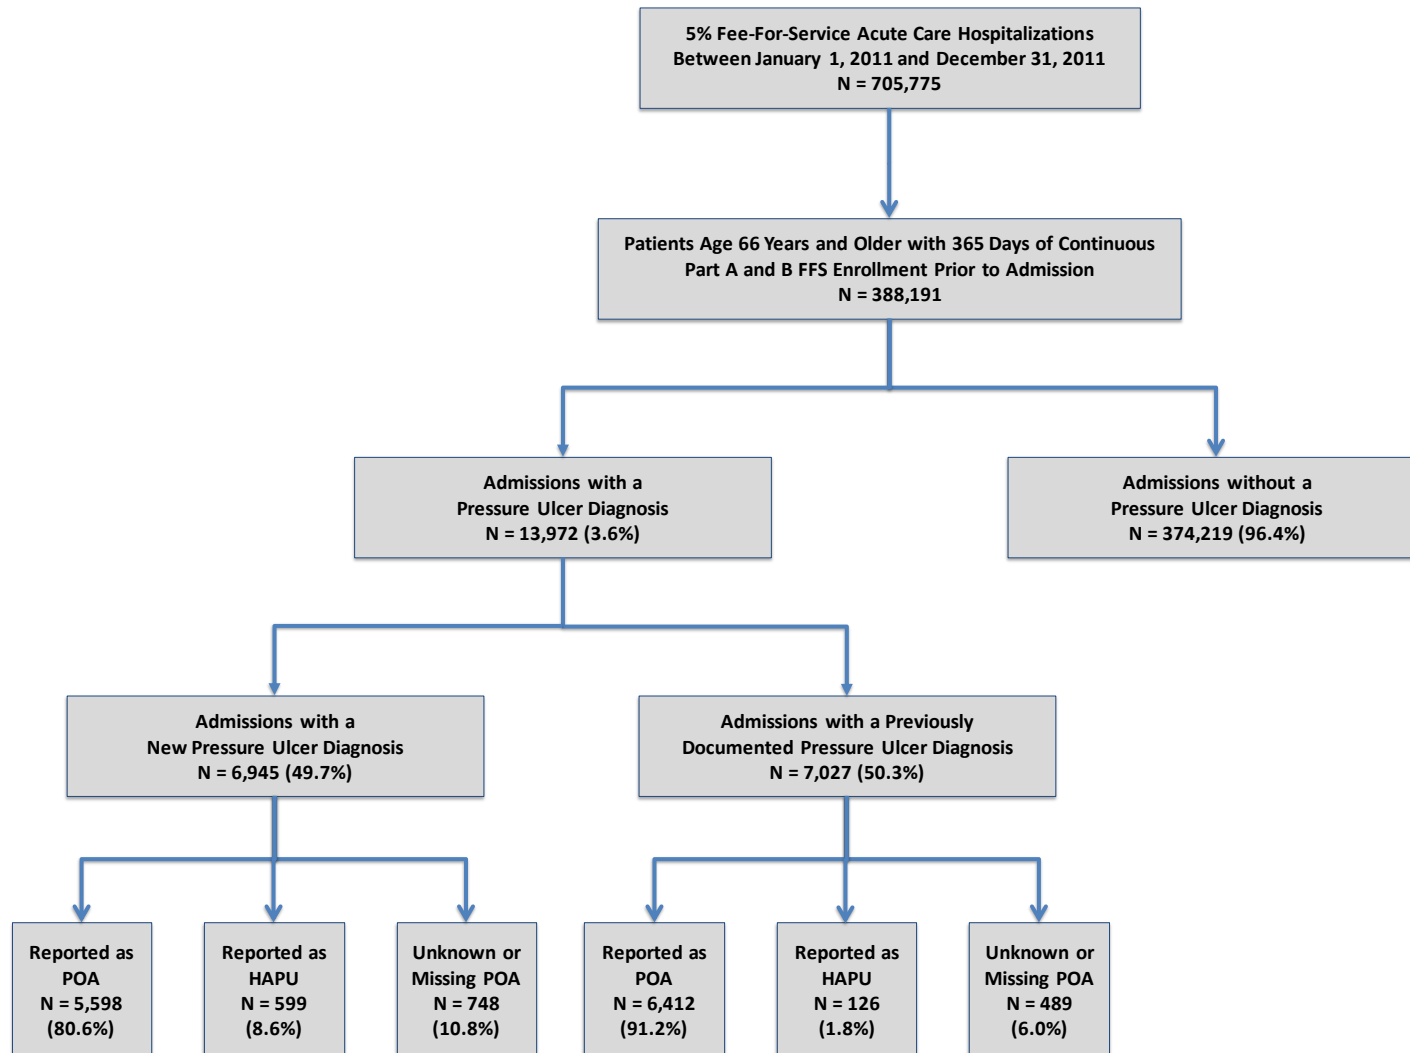 5% Fee-For-Service Acute Care Hospitalizations
Between January 1, 2011 and December 31, 2011
N = 705,775
Patients Age 66 Years and Older with 365 Days of Continuous
Part A and B FFS Enrollment Prior to Admission
N = 388,191
Admissions with a
Pressure Ulcer Diagnosis
N = 13,972 (3.6%)
Admissions without a
Pressure Ulcer Diagnosis
N = 374,219 (96.4%)
Admissions with a
New Pressure Ulcer Diagnosis
N = 6,945 (49.7%)
Admissions with a Previously
Documented Pressure Ulcer Diagnosis
N = 7,027 (50.3%)
Reported as
POA
N = 5,598
(80.6%)
Reported as
HAPU
N = 599
(8.6%)
Unknown or
Missing POA
N = 748
(10.8%)
Reported as
POA
N = 6,412
(91.2%)
Reported as
HAPU
N = 126
(1.8%)
Unknown or
Missing POA
N = 489
(6.0%)